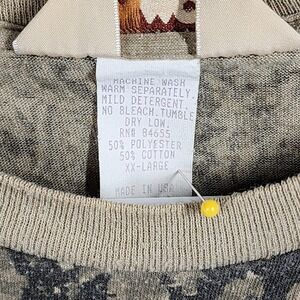 MACHINE WASH
WARM SEPARATELY.
MILD DETERGENT.
NO BLEACH.TUMBLE
DRY LOW.
RN# 84655
50% POLYESTER
50% COTTON
XX-LARGE
MADE IN USA